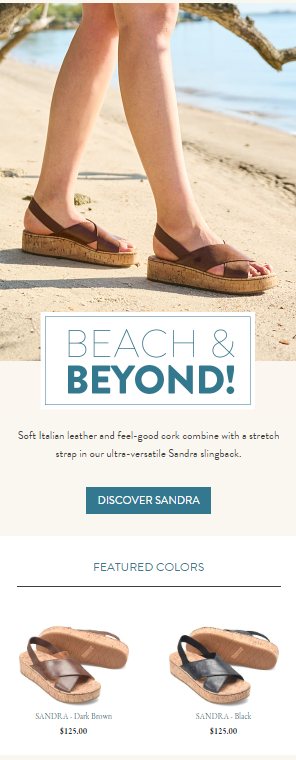 BEACH &
BEYOND!
Soft Italian leather and feel-good cork combine with a stretch
strap in our ultra-versatile Sandra slingback.
DISCOVER SANDRA
FEATURED COLORS
SANDRA - Dark Brown
$125.00
SANDRA - Black
$125.00